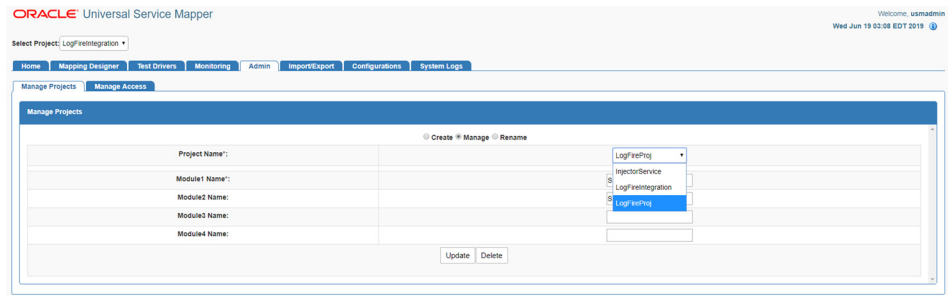 ORACLE® Universal Service Mapper
Welcome, usmadmin
Wed Jun 19 03:08 EDT 2019
Select Project: LogFireIntegration
Home Mapping Designer Test Drivers Monitoring Admin Import/Export Configurations System Logs
Manage Projects Manage Access
Manage Projects
Create Manage Rename
Project Name*: LogFireProj
InjectorService
Module1 Name*: S
LogFireIntegration
Module2 Name: S
LogFireProj
Module3 Name:
Module4 Name:
Update Delete